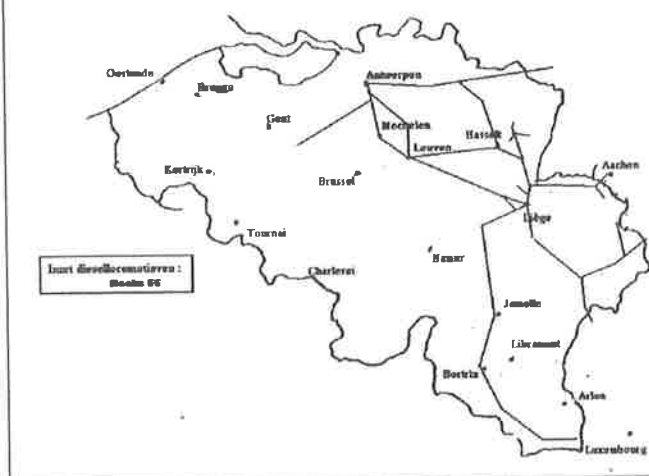 Oostende
Brugge
Gent
Antwerpen
Mechelen
Hasselt
Leuven
Aachen
Kortrijk
Brussel
Liège
Tournai
Namur
Inzet diesellocomotieven :
Reeks 55
Charleroi
Jemelle
Libramont
Bertrix
Arlon
Luxembourg